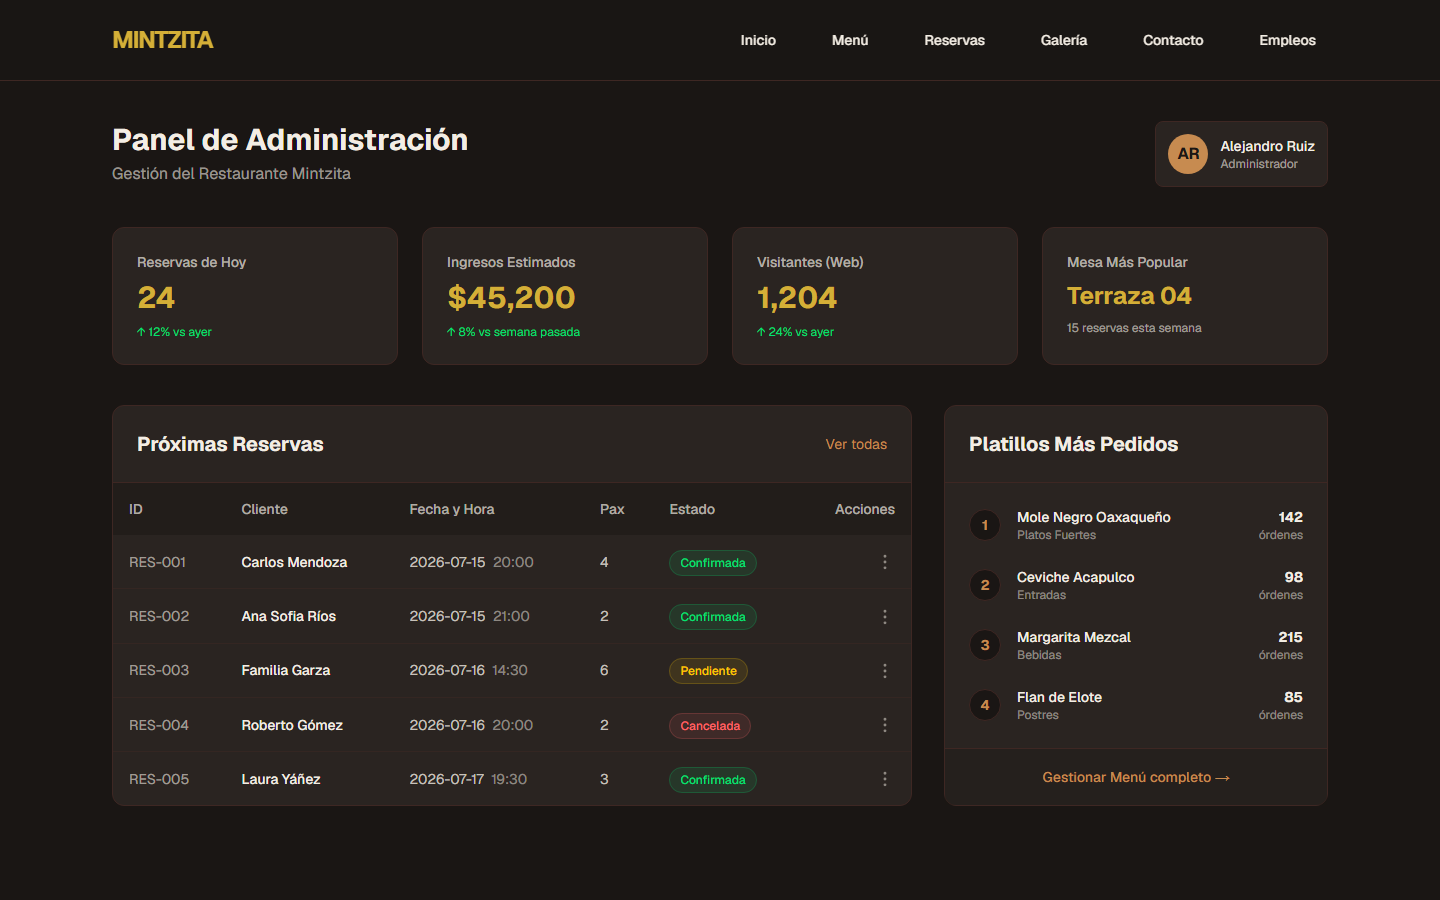 MINTZITA
Inicio Menú Reservas Galería Contacto Empleos
Panel de Administración
Gestión del Restaurante Mintzita
AR
Alejandro Ruiz
Administrador
Reservas de Hoy
24
↑ 12% vs ayer
Ingresos Estimados
$45,200
↑ 8% vs semana pasada
Visitantes (Web)
1,204
↑ 24% vs ayer
Mesa Más Popular
Terraza 04
15 reservas esta semana
Próximas Reservas Ver todas
ID Cliente Fecha y Hora Pax Estado Acciones
RES-001 Carlos Mendoza 2026-07-15 20:00 4 Confirmada ⋮
RES-002 Ana Sofia Ríos 2026-07-15 21:00 2 Confirmada ⋮
RES-003 Familia Garza 2026-07-16 14:30 6 Pendiente ⋮
RES-004 Roberto Gómez 2026-07-16 20:00 2 Cancelada ⋮
RES-005 Laura Yáñez 2026-07-17 19:30 3 Confirmada ⋮
Platillos Más Pedidos
1 Mole Negro Oaxaqueño 142
Platos Fuertes órdenes
2 Ceviche Acapulco 98
Entradas órdenes
3 Margarita Mezcal 215
Bebidas órdenes
4 Flan de Elote 85
Postres órdenes
Gestionar Menú completo →